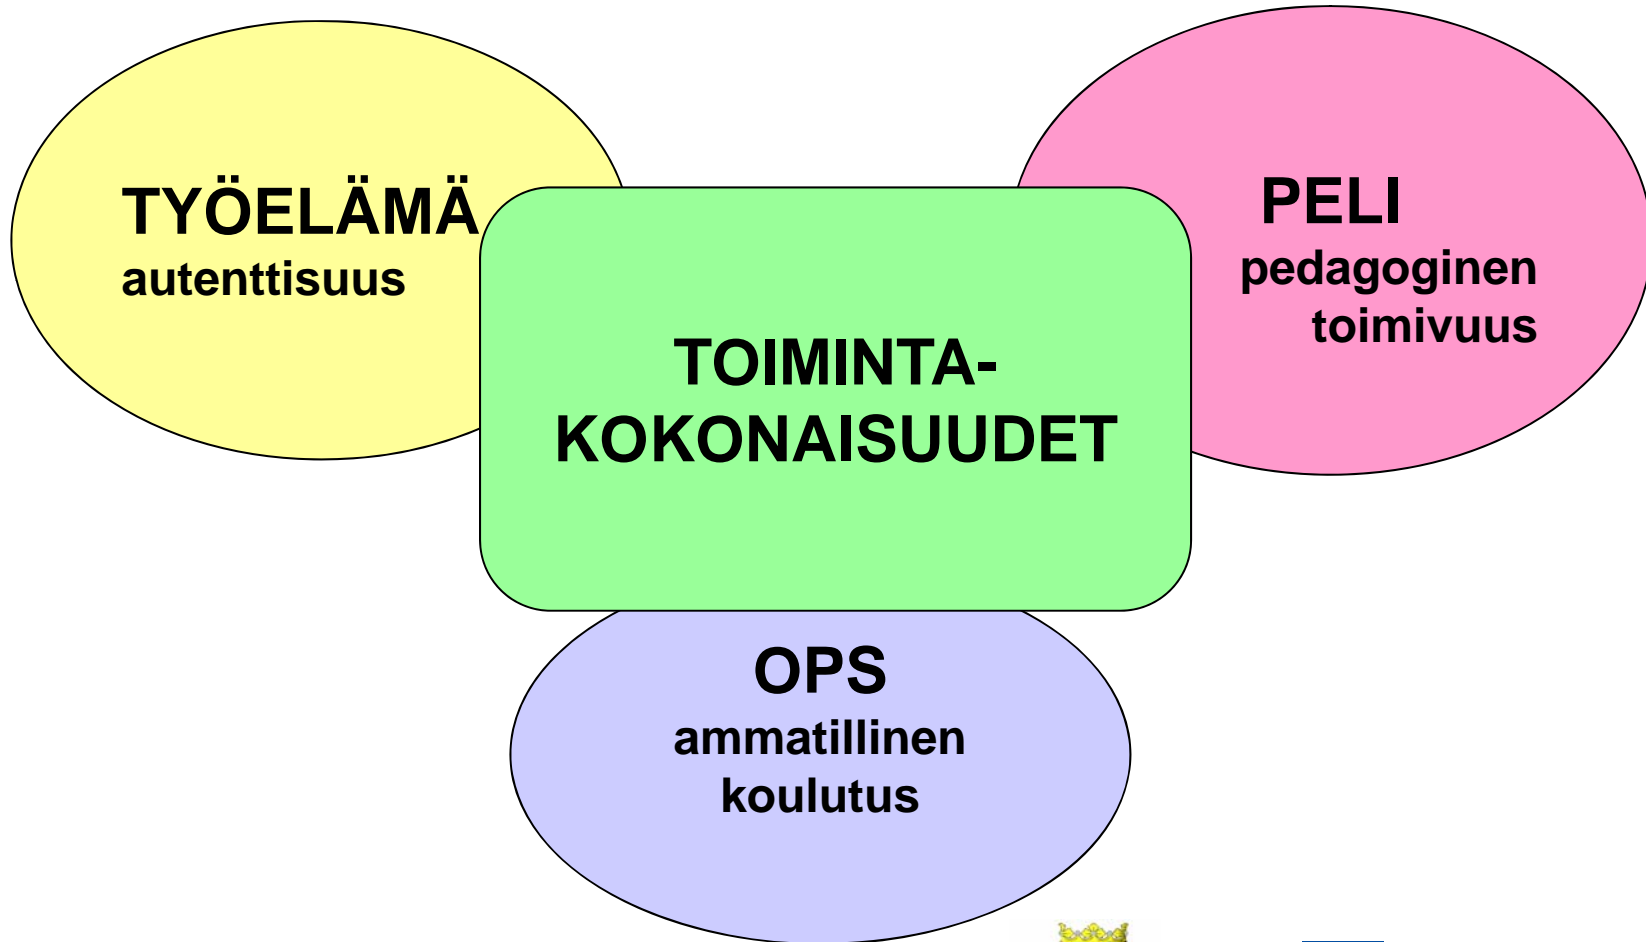 TYÖELÄMÄ
autenttisuus
PELI
pedagoginen
toimivuus
TOIMINTA-
KOKONAISUUDET
OPS
ammatillinen
koulutus